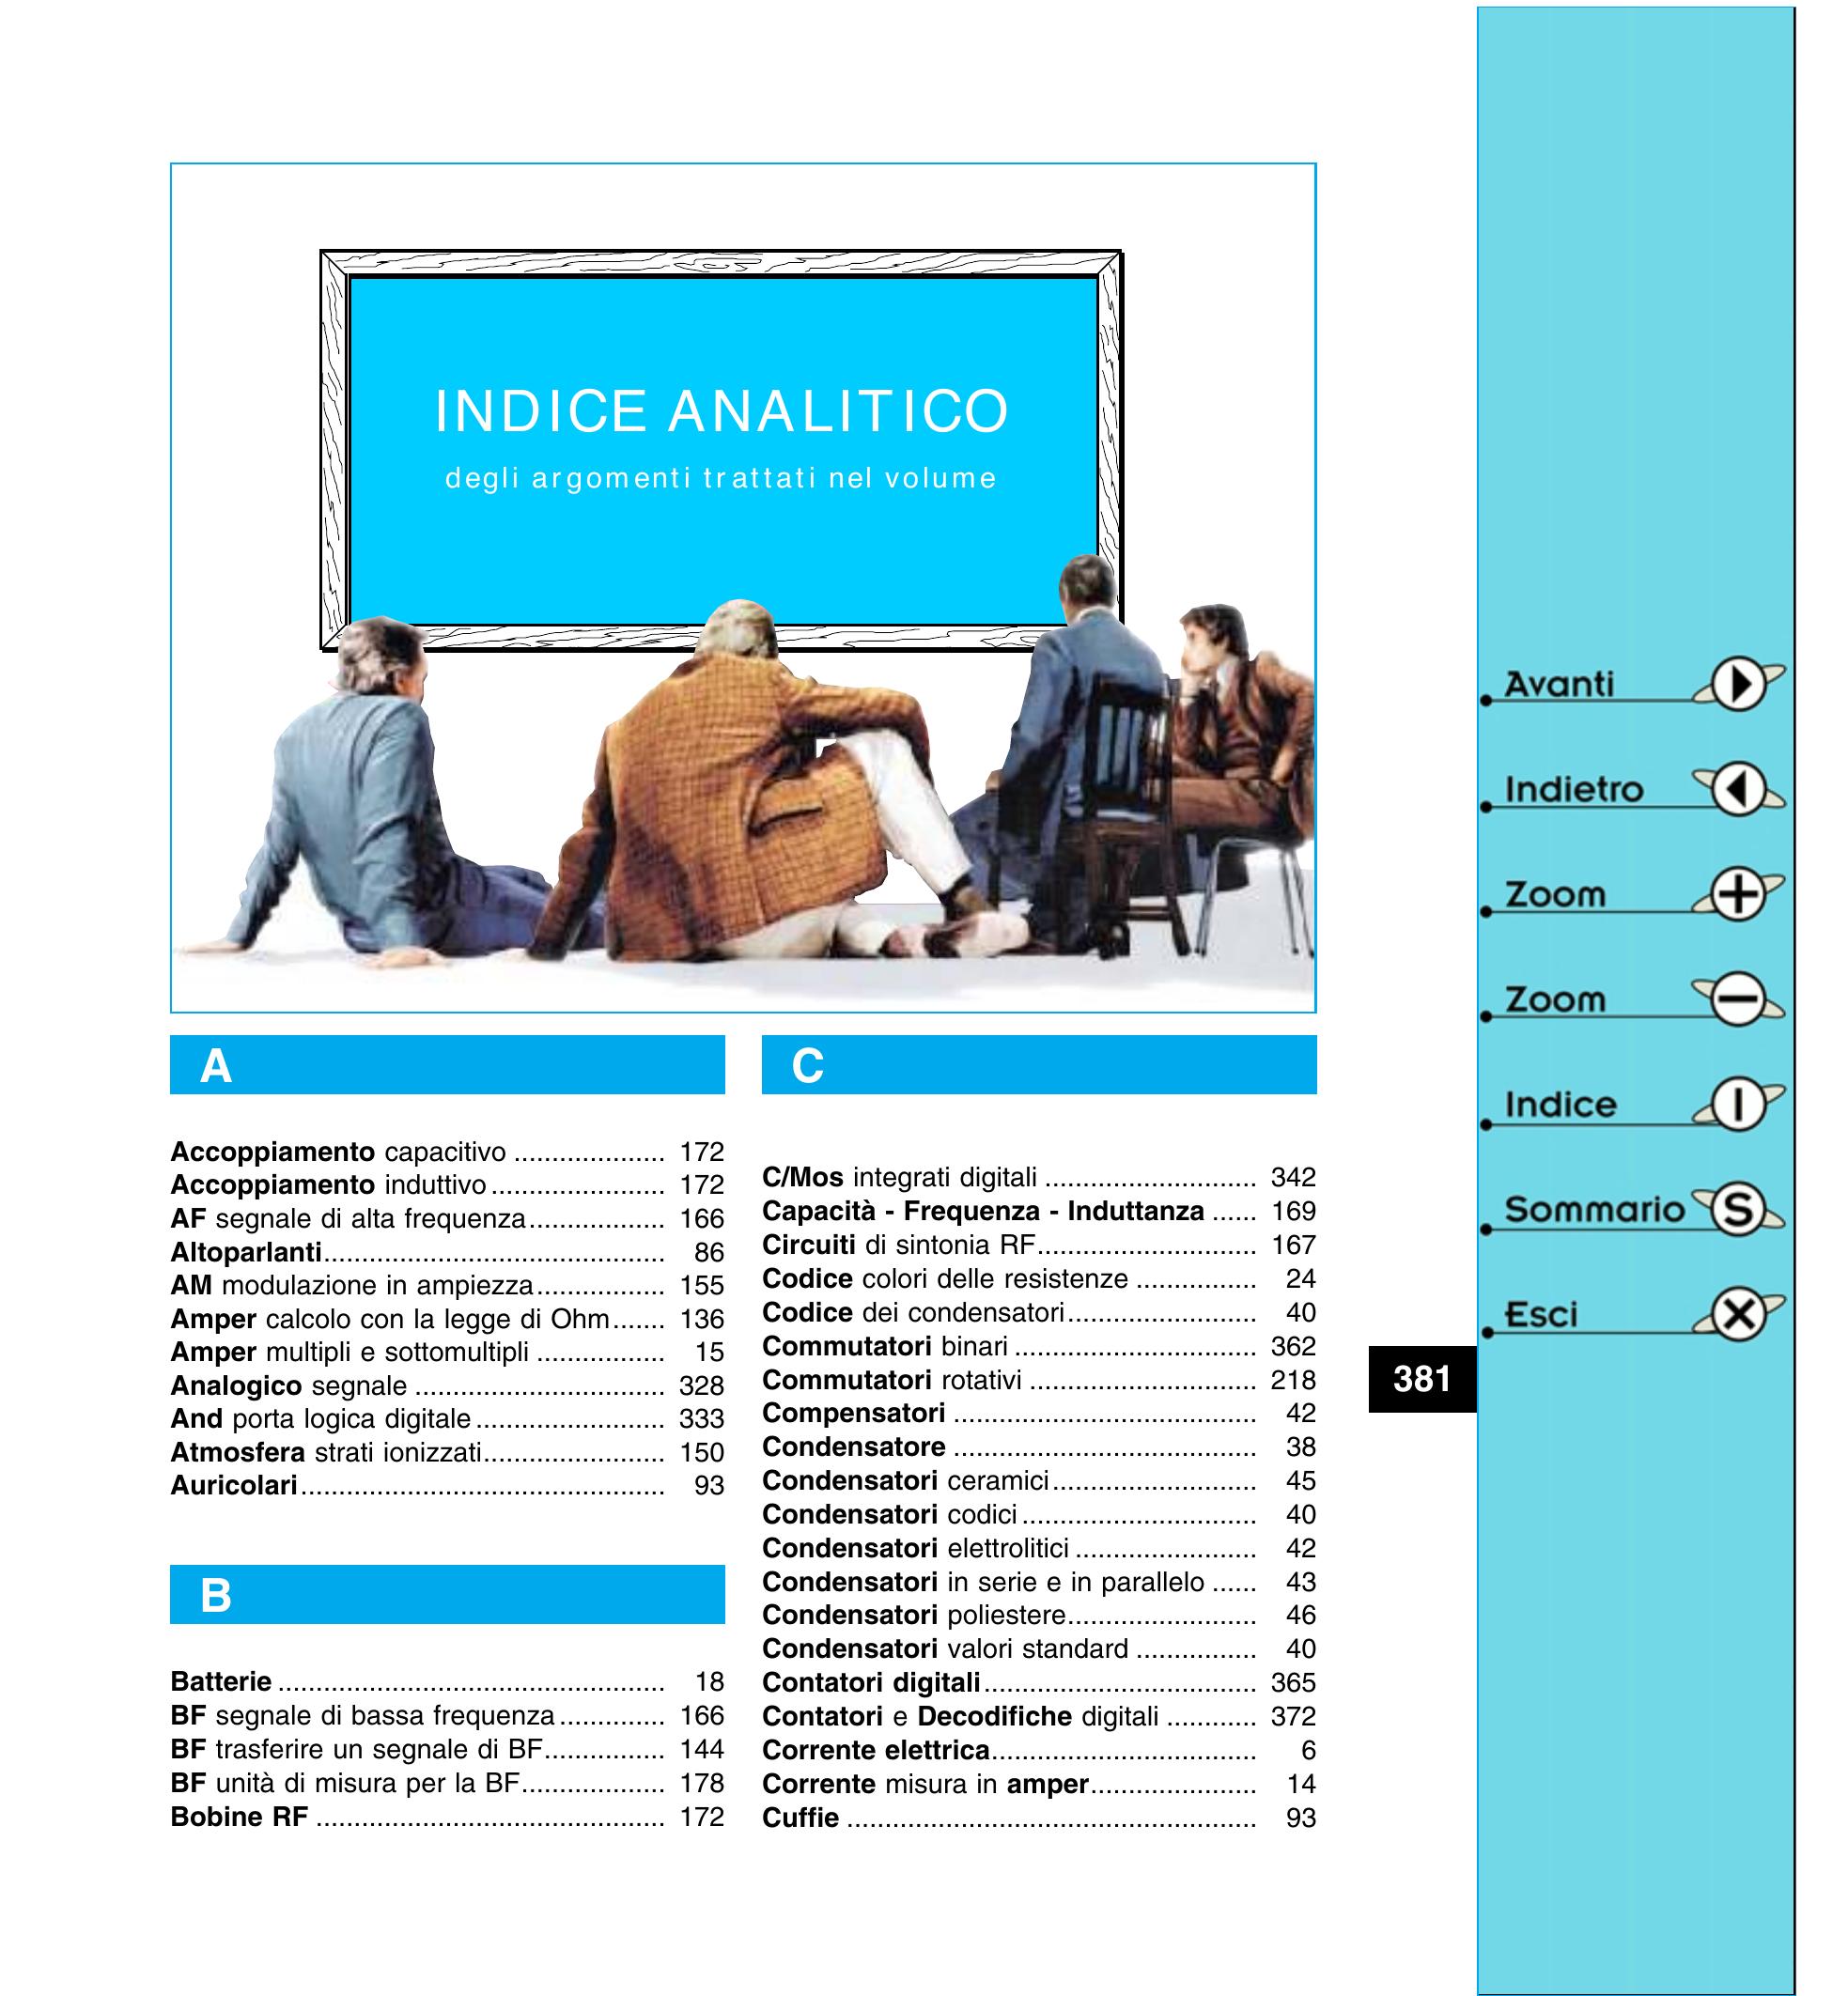 INDICE ANALITICO
degli argomenti trattati nel volume
A
Accoppiamento capacitivo .................... 172
Accoppiamento induttivo ....................... 172
AF segnale di alta frequenza .................. 166
Altoparlanti ............................................. 86
AM modulazione in ampiezza ................. 155
Amper calcolo con la legge di Ohm ....... 136
Amper multipli e sottomultipli ................. 15
Analogico segnale ................................. 328
And porta logica digitale ......................... 333
Atmosfera strati ionizzati ........................ 150
Auricolari ................................................ 93
B
Batterie ................................................... 18
BF segnale di bassa frequenza .............. 166
BF trasferire un segnale di BF ................ 144
BF unità di misura per la BF ................... 178
Bobine RF .............................................. 172
C
C/Mos integrati digitali ............................ 342
Capacità - Frequenza - Induttanza ...... 169
Circuiti di sintonia RF ............................. 167
Codice colori delle resistenze ................ 24
Codice dei condensatori ......................... 40
Commutatori binari ................................ 362
Commutatori rotativi .............................. 218
Compensatori ........................................ 42
Condensatore ........................................ 38
Condensatori ceramici ........................... 45
Condensatori codici ............................... 40
Condensatori elettrolitici ........................ 42
Condensatori in serie e in parallelo ...... 43
Condensatori poliestere ......................... 46
Condensatori valori standard ................ 40
Contatori digitali .................................... 365
Contatori e Decodifiche digitali ............ 372
Corrente elettrica ................................... 6
Corrente misura in amper ...................... 14
Cuffie ...................................................... 93
Avanti
Indietro
Zoom
Zoom
Indice I
Sommario S
Esci
381